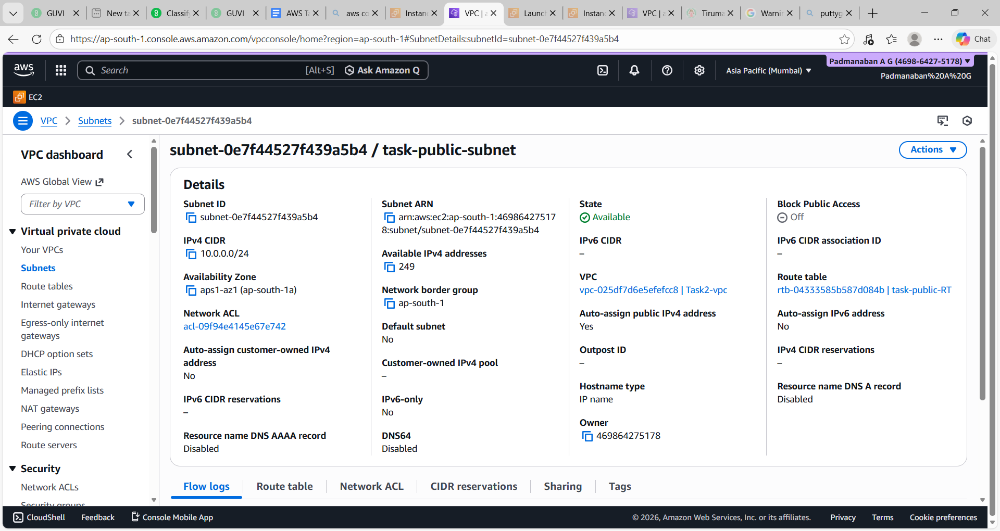 GUVI
New ta
Classify
GUVI
AWS Ta
aws co
Instanc
VPC | a
Launch
Instanc
VPC | a
Tiruma
Warnin
puttyg
https://ap-south-1.console.aws.amazon.com/vpcconsole/home?region=ap-south-1#SubnetDetails:subnetId=subnet-0e7f44527f439a5b4
Chat
aws
Search
[Alt+S]
Ask Amazon Q
Asia Pacific (Mumbai)
Padmanaban A G (4698-6427-5178)
Padmanaban%20A%20G
EC2
VPC
Subnets
subnet-0e7f44527f439a5b4
VPC dashboard
AWS Global View
Filter by VPC
Virtual private cloud
Your VPCs
Subnets
Route tables
Internet gateways
Egress-only internet
gateways
DHCP option sets
Elastic IPs
Managed prefix lists
NAT gateways
Peering connections
Route servers
Security
Network ACLs
Security groups
subnet-0e7f44527f439a5b4 / task-public-subnet
Actions
Details
Subnet ID
subnet-0e7f44527f439a5b4
IPv4 CIDR
10.0.0.0/24
Availability Zone
aps1-az1 (ap-south-1a)
Network ACL
acl-09f94e4145e67e742
Auto-assign customer-owned IPv4
address
No
IPv6 CIDR reservations
–
Resource name DNS AAAA record
Disabled
Subnet ARN
arn:aws:ec2:ap-south-1:46986427517
8:subnet/subnet-0e7f44527f439a5b4
Available IPv4 addresses
249
Network border group
ap-south-1
Default subnet
No
Customer-owned IPv4 pool
–
IPv6-only
No
DNS64
Disabled
State
Available
IPv6 CIDR
–
VPC
vpc-025df7d6e5efefcc8 | Task2-vpc
Auto-assign public IPv4 address
Yes
Outpost ID
–
Hostname type
IP name
Owner
469864275178
Block Public Access
Off
IPv6 CIDR association ID
–
Route table
rtb-04333585b587d084b | task-public-RT
Auto-assign IPv6 address
No
IPv4 CIDR reservations
–
Resource name DNS A record
Disabled
Flow logs
Route table
Network ACL
CIDR reservations
Sharing
Tags
CloudShell
Feedback
Console Mobile App
© 2026, Amazon Web Services, Inc. or its affiliates.
Privacy
Terms
Cookie preferences